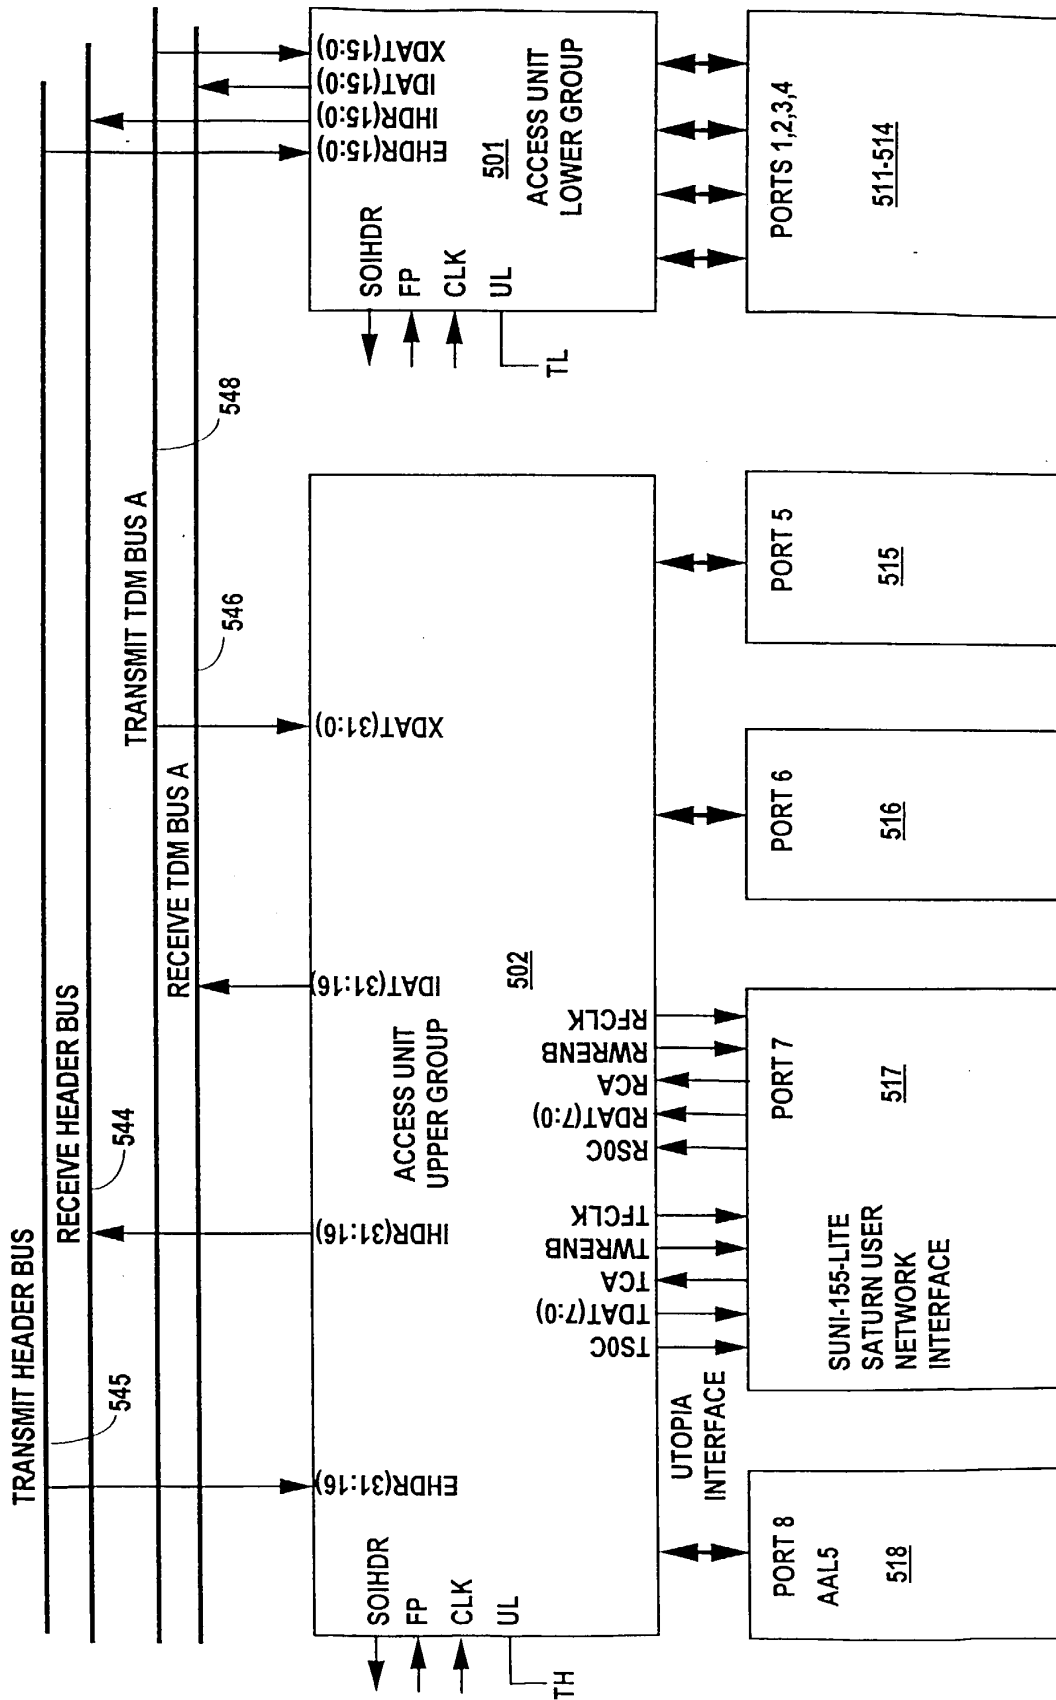 TRANSMIT HEADER BUS
545
RECEIVE HEADER BUS
544
TRANSMIT TDM BUS A
548
RECEIVE TDM BUS A
546
EHDR(31:16)
IHDR(31:16)
IDAT(31:16)
XDAT(31:0)
SOIHDR
FP
CLK
UL
TH
ACCESS UNIT
UPPER GROUP
502
EHDR(15:0)
IHDR(15:0)
IDAT(15:0)
XDAT(15:0)
SOIHDR
FP
CLK
UL
TL
501
ACCESS UNIT
LOWER GROUP
UTOPIA
INTERFACE
TSOC
TDAT(7:0)
TCA
TWRENB
TFCLK
RSOC
RDAT(7:0)
RCA
RWRENB
RFCLK
PORT 8
AAL5
518
PORT 7
517
SUNI-155-LITE
SATURN USER
NETWORK
INTERFACE
PORT 6
516
PORT 5
515
PORTS 1,2,3,4
511-514